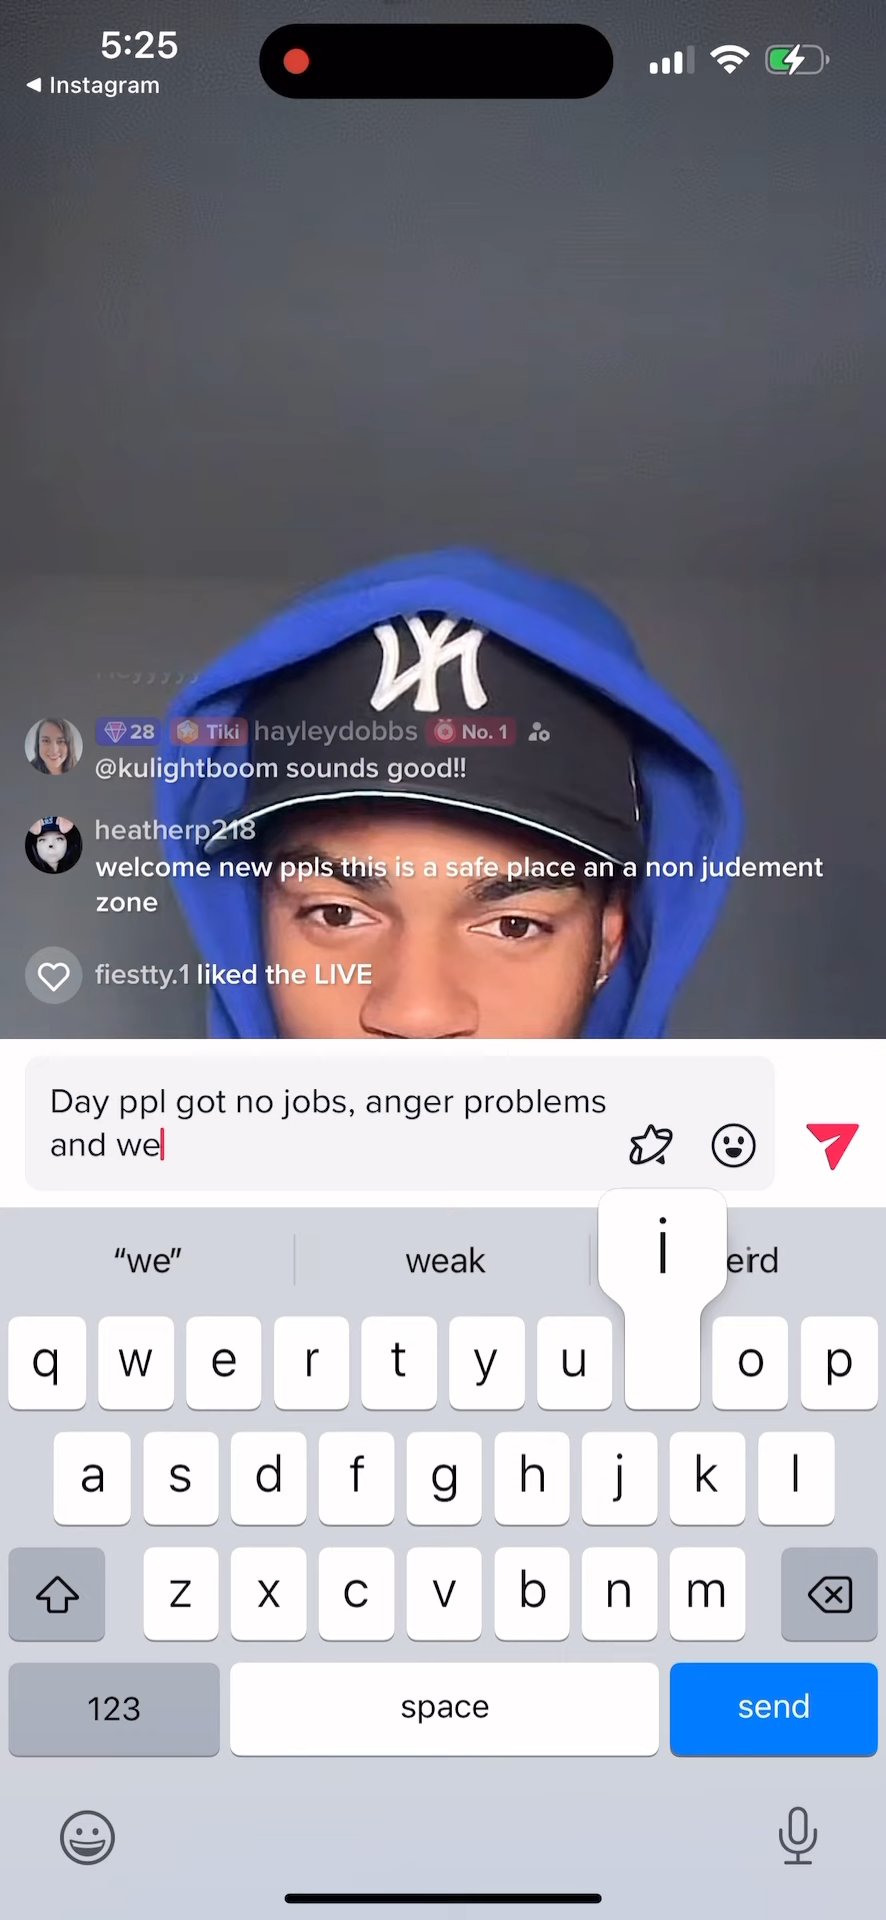 5:25
Instagram
NY
28 Tiki hayleydobbs No. 1
@kulightboom sounds good!!
heatherp218
welcome new ppls this is a safe place an a non judement
zone
fiestty.1 liked the LIVE
Day ppl got no jobs, anger problems
and we
i
“we” weak
q w e r t y u o p
a s d f g h j k l
z x c v b n m
123 space send